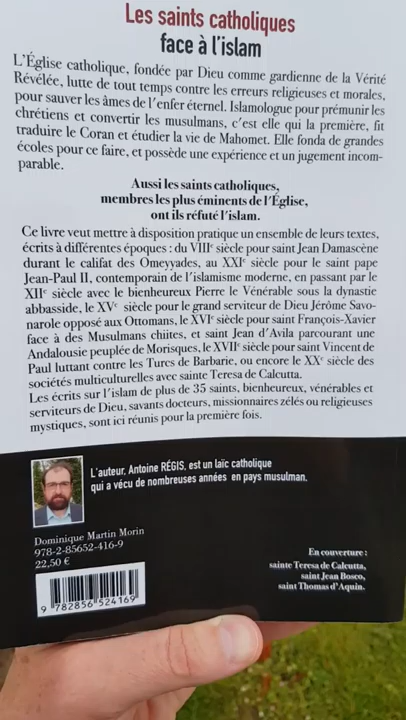 Les saints catholiques
face à l'islam
L'Église catholique, fondée par Dieu comme gardienne de la Vérité
Révélée, lutte de tout temps contre les erreurs religieuses et morales,
pour sauver les âmes de l'enfer éternel. Islamologue pour prémunir les
chrétiens et convertir les musulmans, c'est elle qui la première, fit
traduire le Coran et étudier la vie de Mahomet. Elle fonda de grandes
écoles pour ce faire, et possède une expérience et un jugement incom-
parable.
Aussi les saints catholiques,
membres les plus éminents de l'Église,
ont ils réfuté l'islam.
Ce livre veut mettre à disposition pratique un ensemble de leurs textes,
écrits à différentes époques : du VIIIe siècle pour saint Jean Damascène
durant le califat des Omeyyades, au XXIe siècle pour le saint pape
Jean-Paul II, contemporain de l'islamisme moderne, en passant par le
XIIe siècle avec le bienheureux Pierre le Vénérable sous la dynastie
abbasside, le XVe siècle pour le grand serviteur de Dieu Jérôme Savo-
narole opposé aux Ottomans, le XVIe siècle pour saint François-Xavier
face à des Musulmans chiites, et saint Jean d'Avila parcourant une
Andalousie peuplée de Morisques, le XVIIe siècle pour saint Vincent de
Paul luttant contre les Turcs de Barbarie, ou encore le XXe siècle des
sociétés multiculturelles avec sainte Teresa de Calcutta.
Les écrits sur l'islam de plus de 35 saints, bienheureux, vénérables et
serviteurs de Dieu, savants docteurs, missionnaires zélés ou religieuses
mystiques, sont ici réunis pour la première fois.
L'auteur, Antoine RÉGIS, est un laïc catholique
qui a vécu de nombreuses années en pays musulman.
Dominique Martin Morin
978-2-85652-416-9
22,50 €
En couverture :
sainte Teresa de Calcutta,
saint Jean Bosco,
saint Thomas d'Aquin.
9 782856 524169